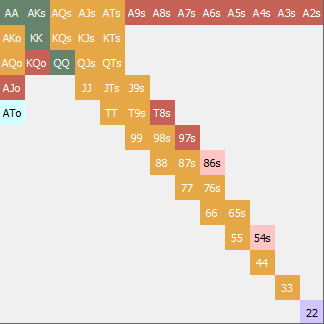 AA AKs AQs AJs ATs A9s A8s A7s A6s A5s A4s A3s A2s
AKo KK KQs KJs KTs
AQo KQo QQ QJs QTs
AJo JJ JTs J9s
ATo TT T9s T8s
99 98s 97s
88 87s 86s
77 76s
66 65s
55 54s
44
33
22